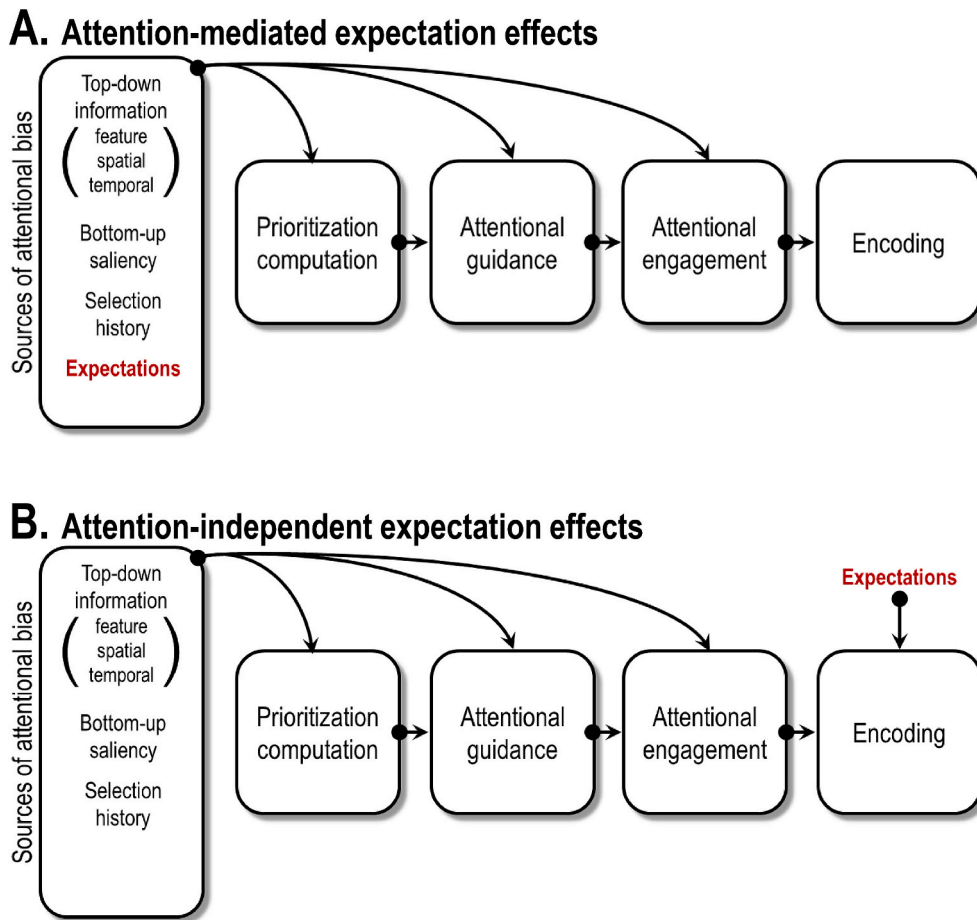 A. Attention-mediated expectation effects
Sources of attentional bias
Top-down
information
feature
spatial
temporal
Bottom-up
saliency
Selection
history
Expectations
Prioritization
computation
Attentional
guidance
Attentional
engagement
Encoding
B. Attention-independent expectation effects
Sources of attentional bias
Top-down
information
feature
spatial
temporal
Bottom-up
saliency
Selection
history
Prioritization
computation
Attentional
guidance
Attentional
engagement
Expectations
Encoding